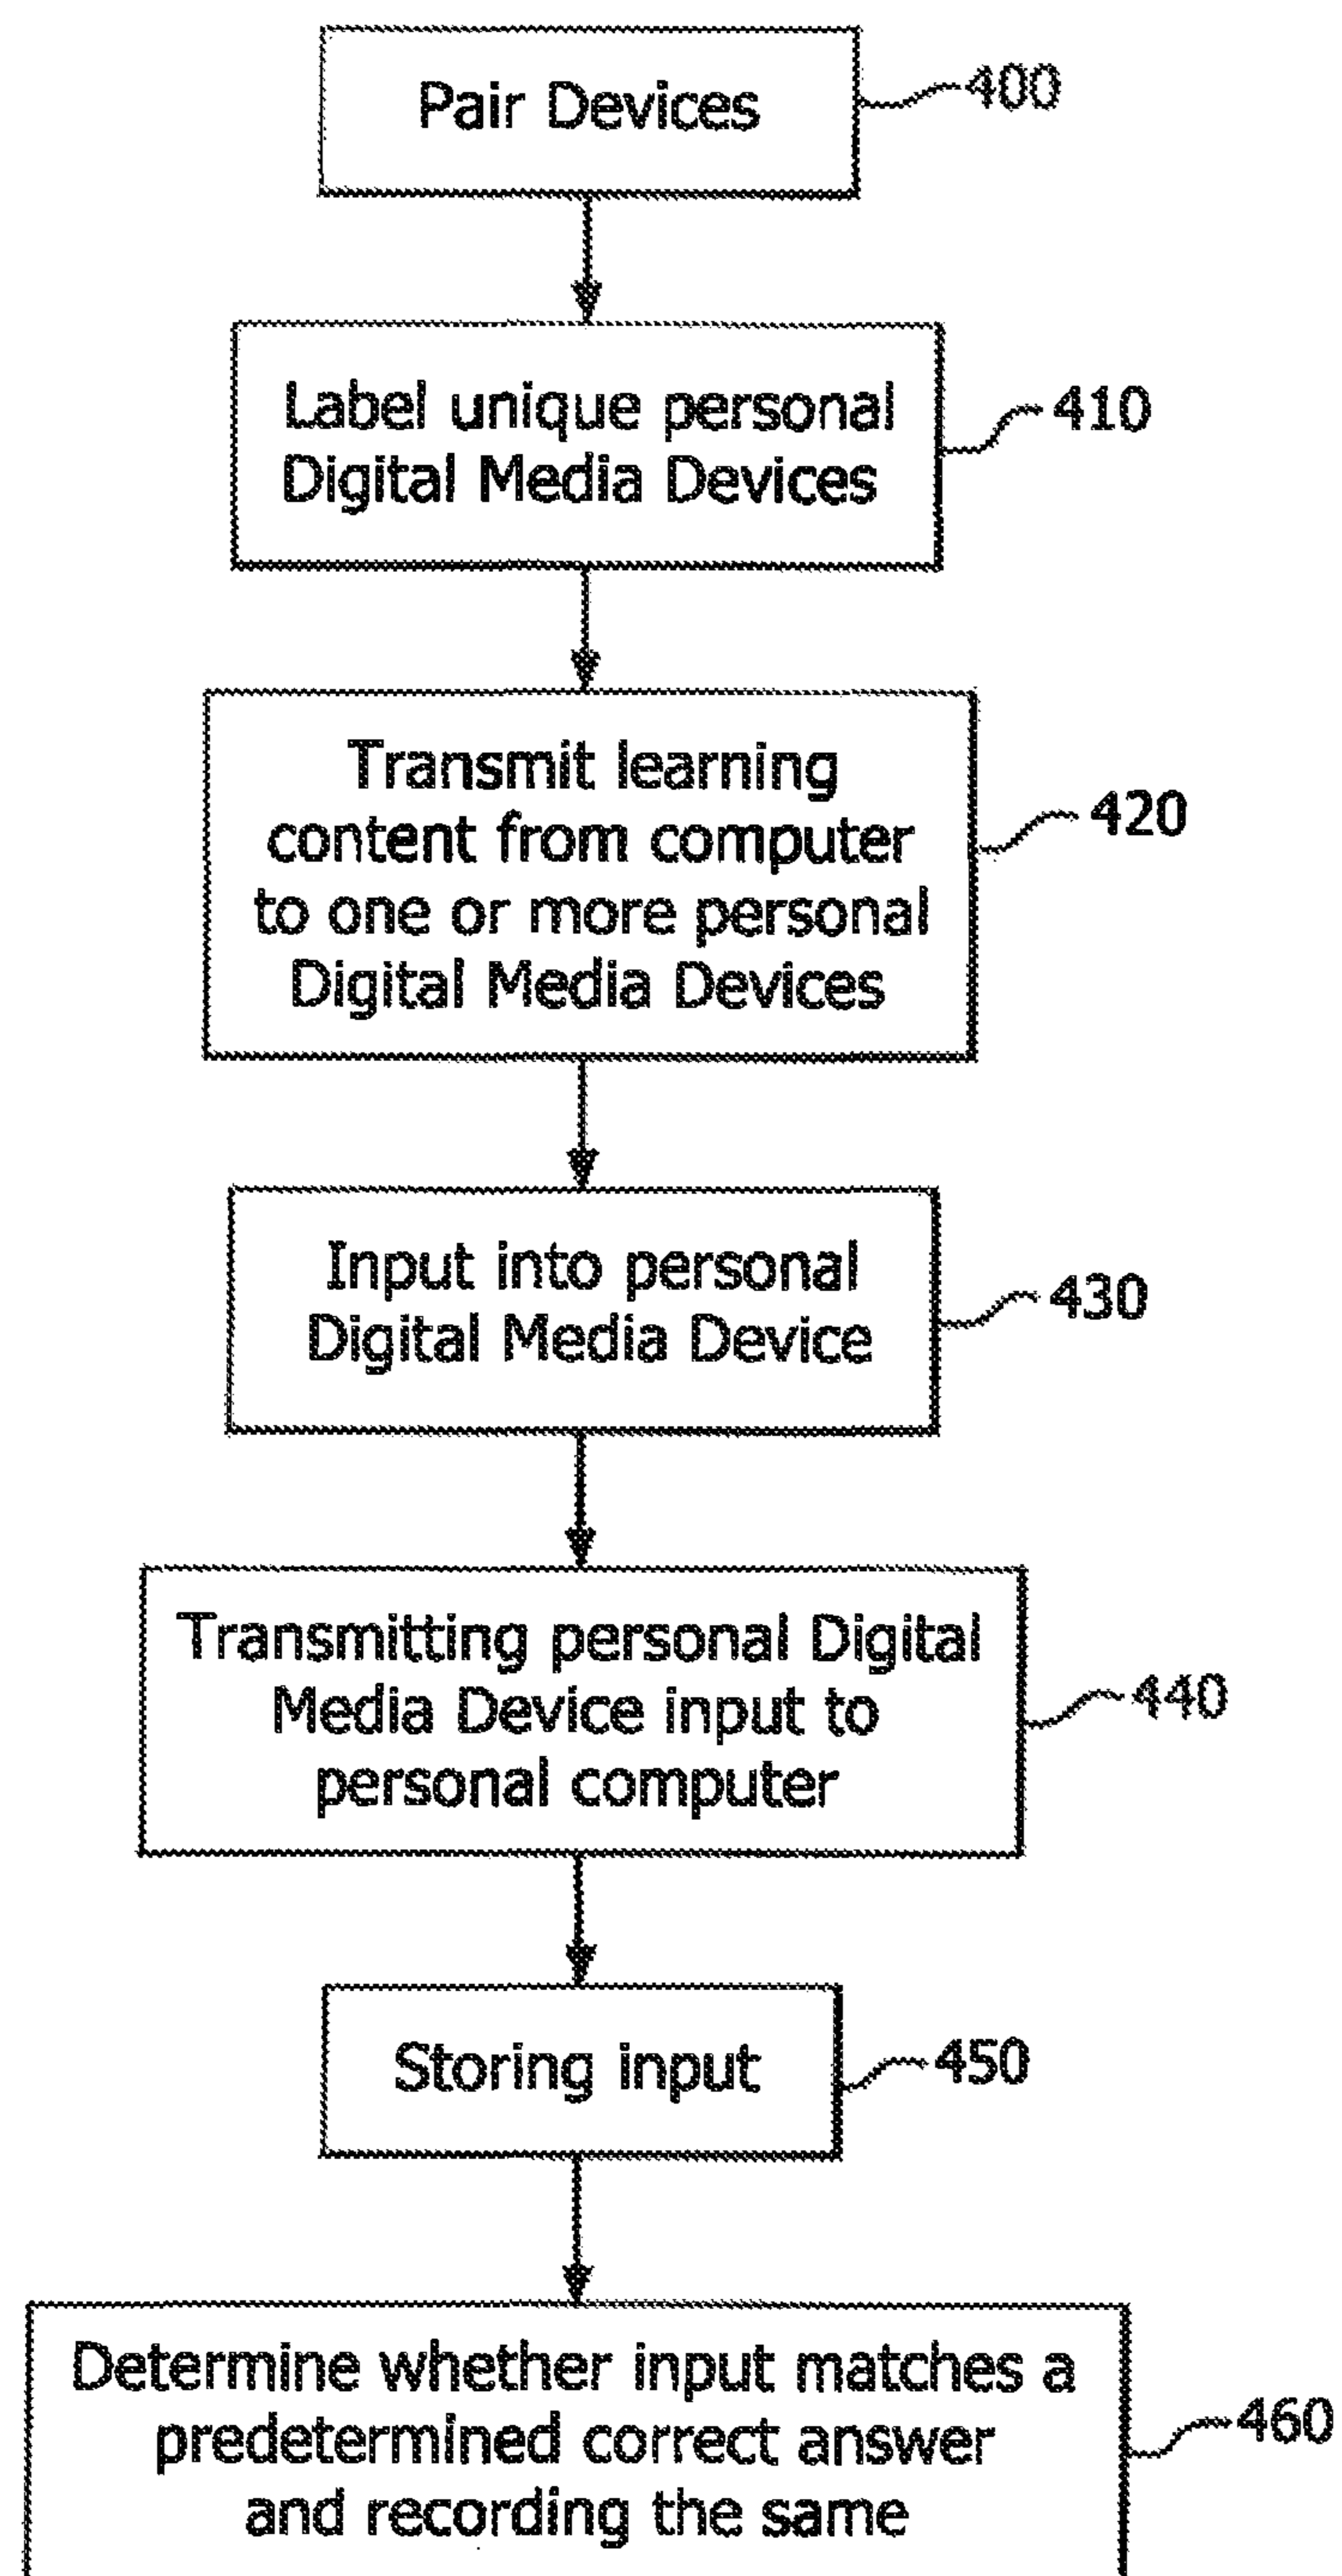 Pair Devices
400
Label unique personal
Digital Media Devices
410
Transmit learning
content from computer
to one or more personal
Digital Media Devices
420
Input into personal
Digital Media Device
430
Transmitting personal Digital
Media Device input to
personal computer
440
Storing input
450
Determine whether input matches a
predetermined correct answer
and recording the same
460